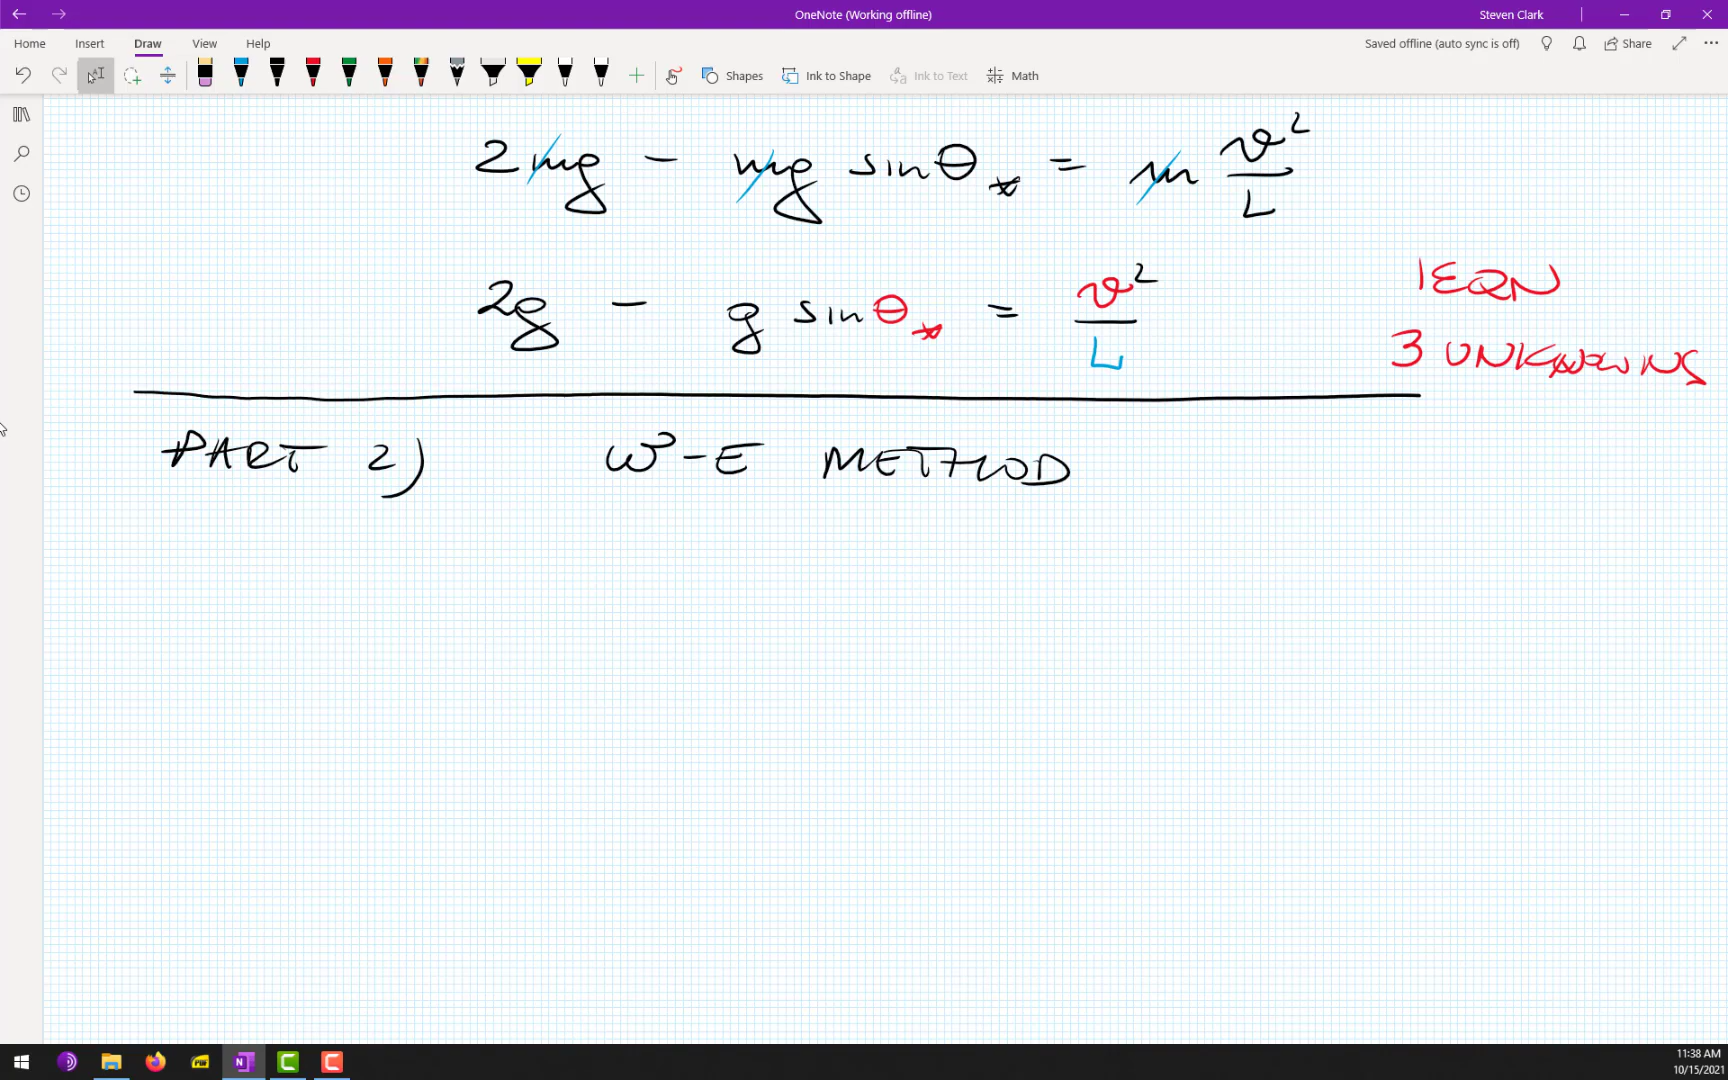 OneNote (Working offline)
Steven Clark
Home Insert Draw View Help
Saved offline (auto sync is off)
Share
Shapes
Ink to Shape
Ink to Text
Math
2mg - mg sinθ* = m v²/L
2g - g sinθ* = v²/L
1EQN
3 UNKNOWNS
PART 2) W-E METHOD
11:38 AM
10/15/2021